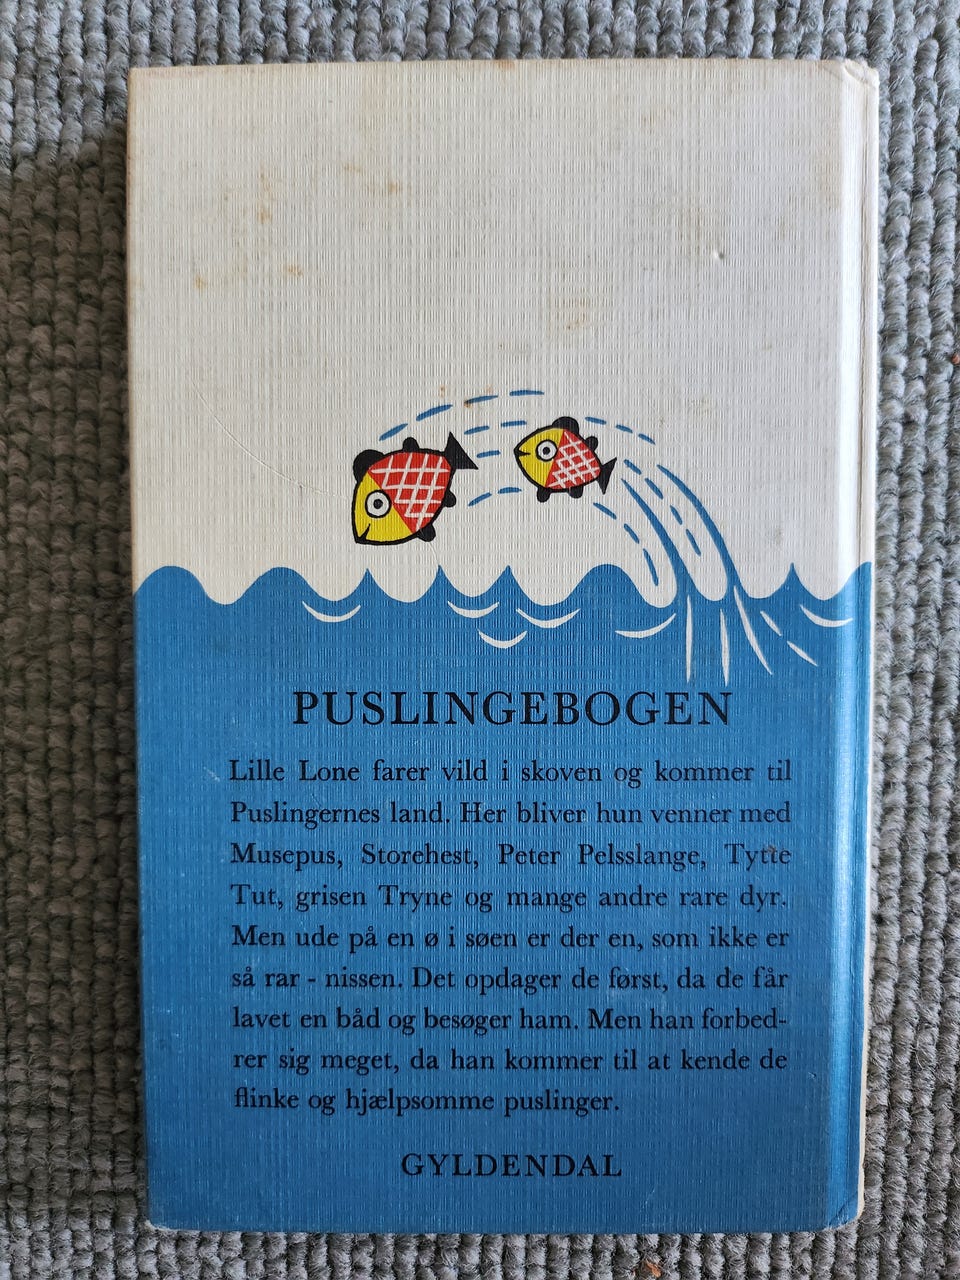 PUSLINGEBOGEN
Lille Lone farer vild i skoven og kommer til
Puslingernes land. Her bliver hun venner med
Musepus, Storehest, Peter Pelsslange, Tytte
Tut, grisen Tryne og mange andre rare dyr.
Men ude på en ø i søen er der en, som ikke er
så rar - nissen. Det opdager de først, da de får
lavet en båd og besøger ham. Men han forbed-
rer sig meget, da han kommer til at kende de
flinke og hjælpsomme puslinger.
GYLDENDAL